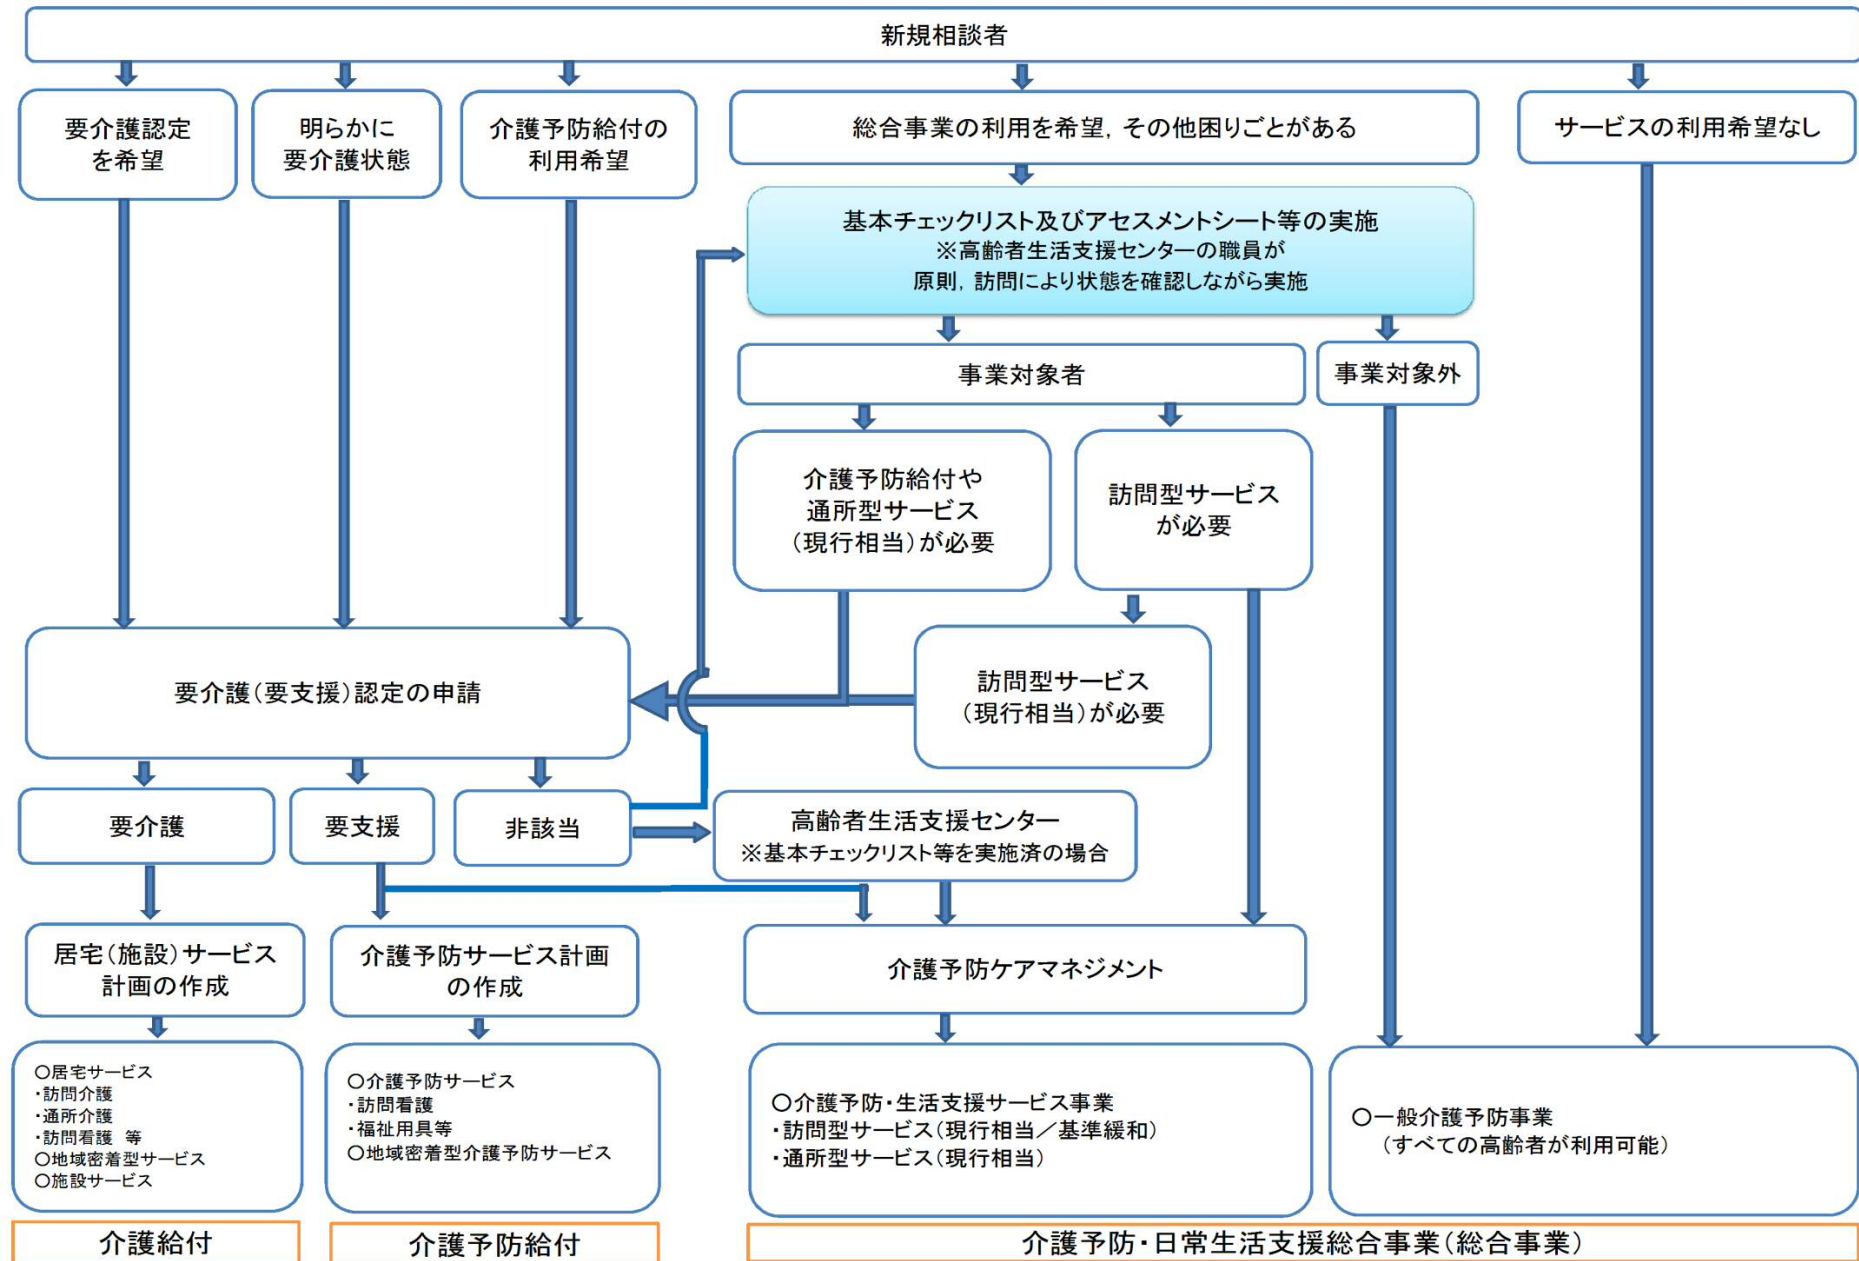 新規相談者
要介護認定
を希望
明らかに
要介護状態
介護予防給付の
利用希望
総合事業の利用を希望，その他困りごとがある
サービスの利用希望なし
基本チェックリスト及びアセスメントシート等の実施
※高齢者生活支援センターの職員が
原則，訪問により状態を確認しながら実施
事業対象者
事業対象外
介護予防給付や
通所型サービス
（現行相当）が必要
訪問型サービス
が必要
要介護（要支援）認定の申請
訪問型サービス
（現行相当）が必要
要介護
要支援
非該当
高齢者生活支援センター
※基本チェックリスト等を実施済の場合
居宅（施設）サービス
計画の作成
介護予防サービス計画
の作成
介護予防ケアマネジメント
○居宅サービス
・訪問介護
・通所介護
・訪問看護　等
○地域密着型サービス
○施設サービス
○介護予防サービス
・訪問看護
・福祉用具等
○地域密着型介護予防サービス
○介護予防・生活支援サービス事業
・訪問型サービス（現行相当／基準緩和）
・通所型サービス（現行相当）
○一般介護予防事業
（すべての高齢者が利用可能）
介護給付
介護予防給付
介護予防・日常生活支援総合事業（総合事業）